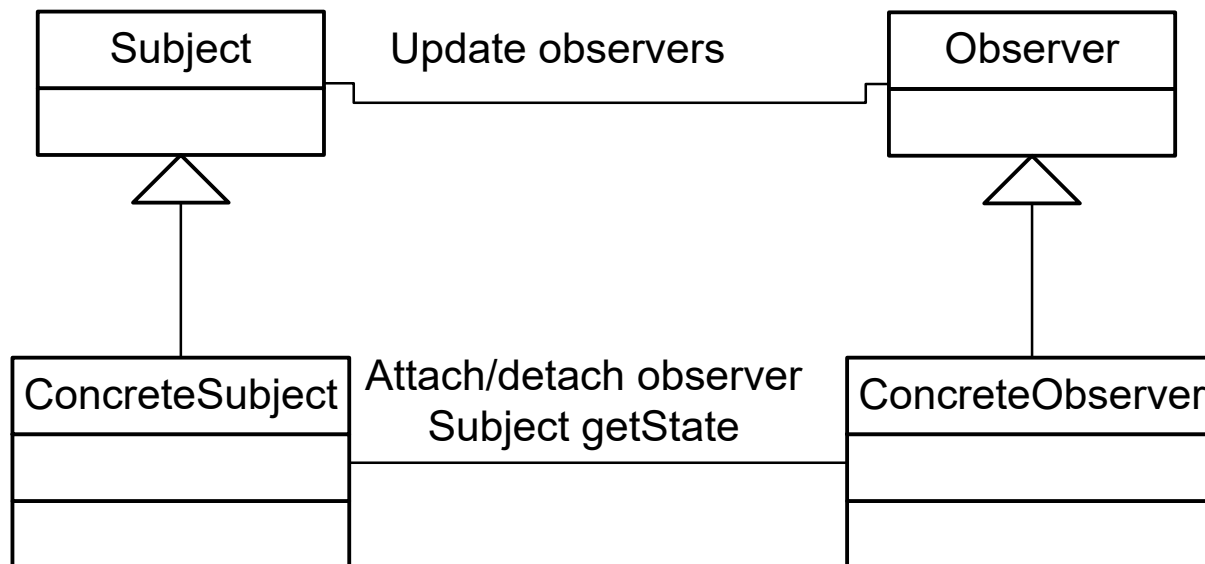 Subject
Update observers
Observer
ConcreteSubject
Attach/detach observer
Subject getState
ConcreteObserver